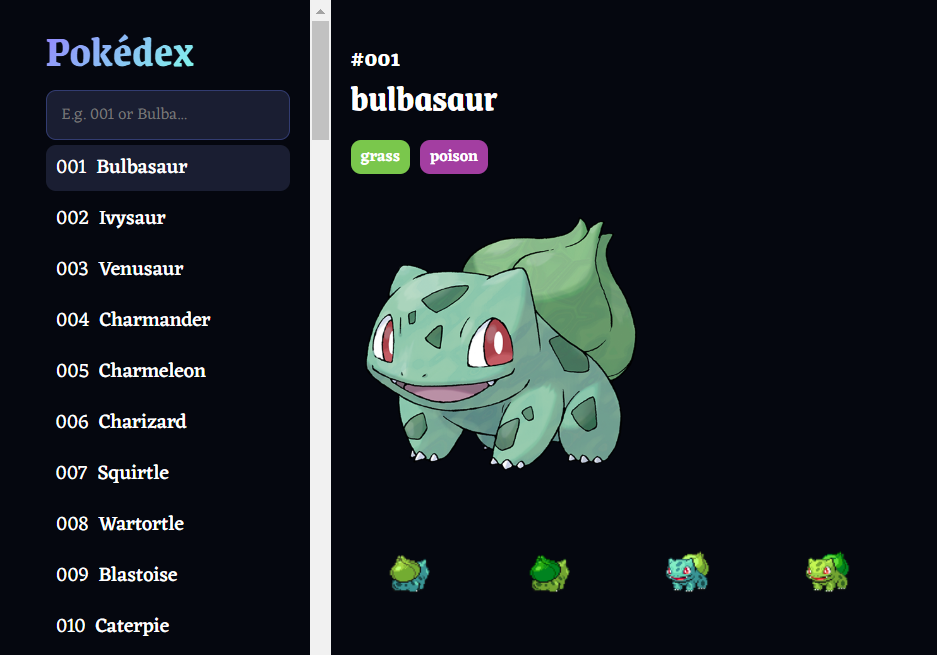 Pokédex
E.g. 001 or Bulba...
001 Bulbasaur
002 Ivysaur
003 Venusaur
004 Charmander
005 Charmeleon
006 Charizard
007 Squirtle
008 Wartortle
009 Blastoise
010 Caterpie
#001
bulbasaur
grass poison